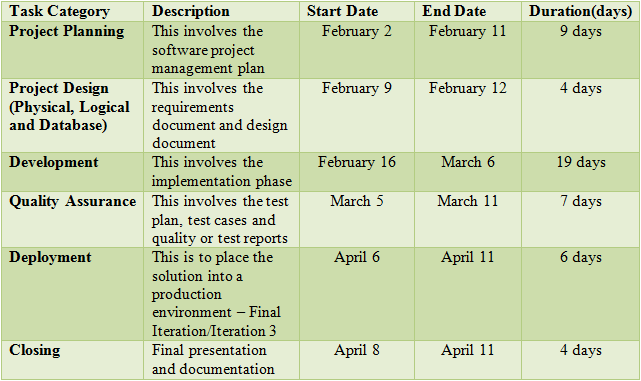 Task Category Description Start Date End Date Duration(days)
Project Planning This involves the February 2 February 11 9 days
software project
management plan
Project Design This involves the February 9 February 12 4 days
(Physical, Logical requirements
and Database) document and design
document
Development This involves the February 16 March 6 19 days
implementation phase
Quality Assurance This involves the test March 5 March 11 7 days
plan, test cases and
quality or test reports
Deployment This is to place the April 6 April 11 6 days
solution into a
production
environment – Final
Iteration/Iteration 3
Closing Final presentation April 8 April 11 4 days
and documentation